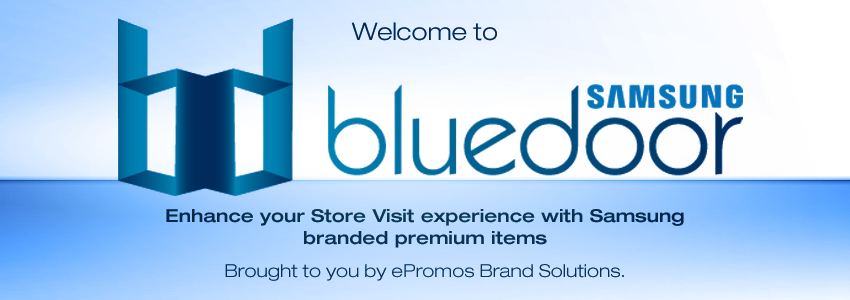 Welcome to
SAMSUNG
bluedoor
Enhance your Store Visit experience with Samsung
branded premium items
Brought to you by ePromos Brand Solutions.